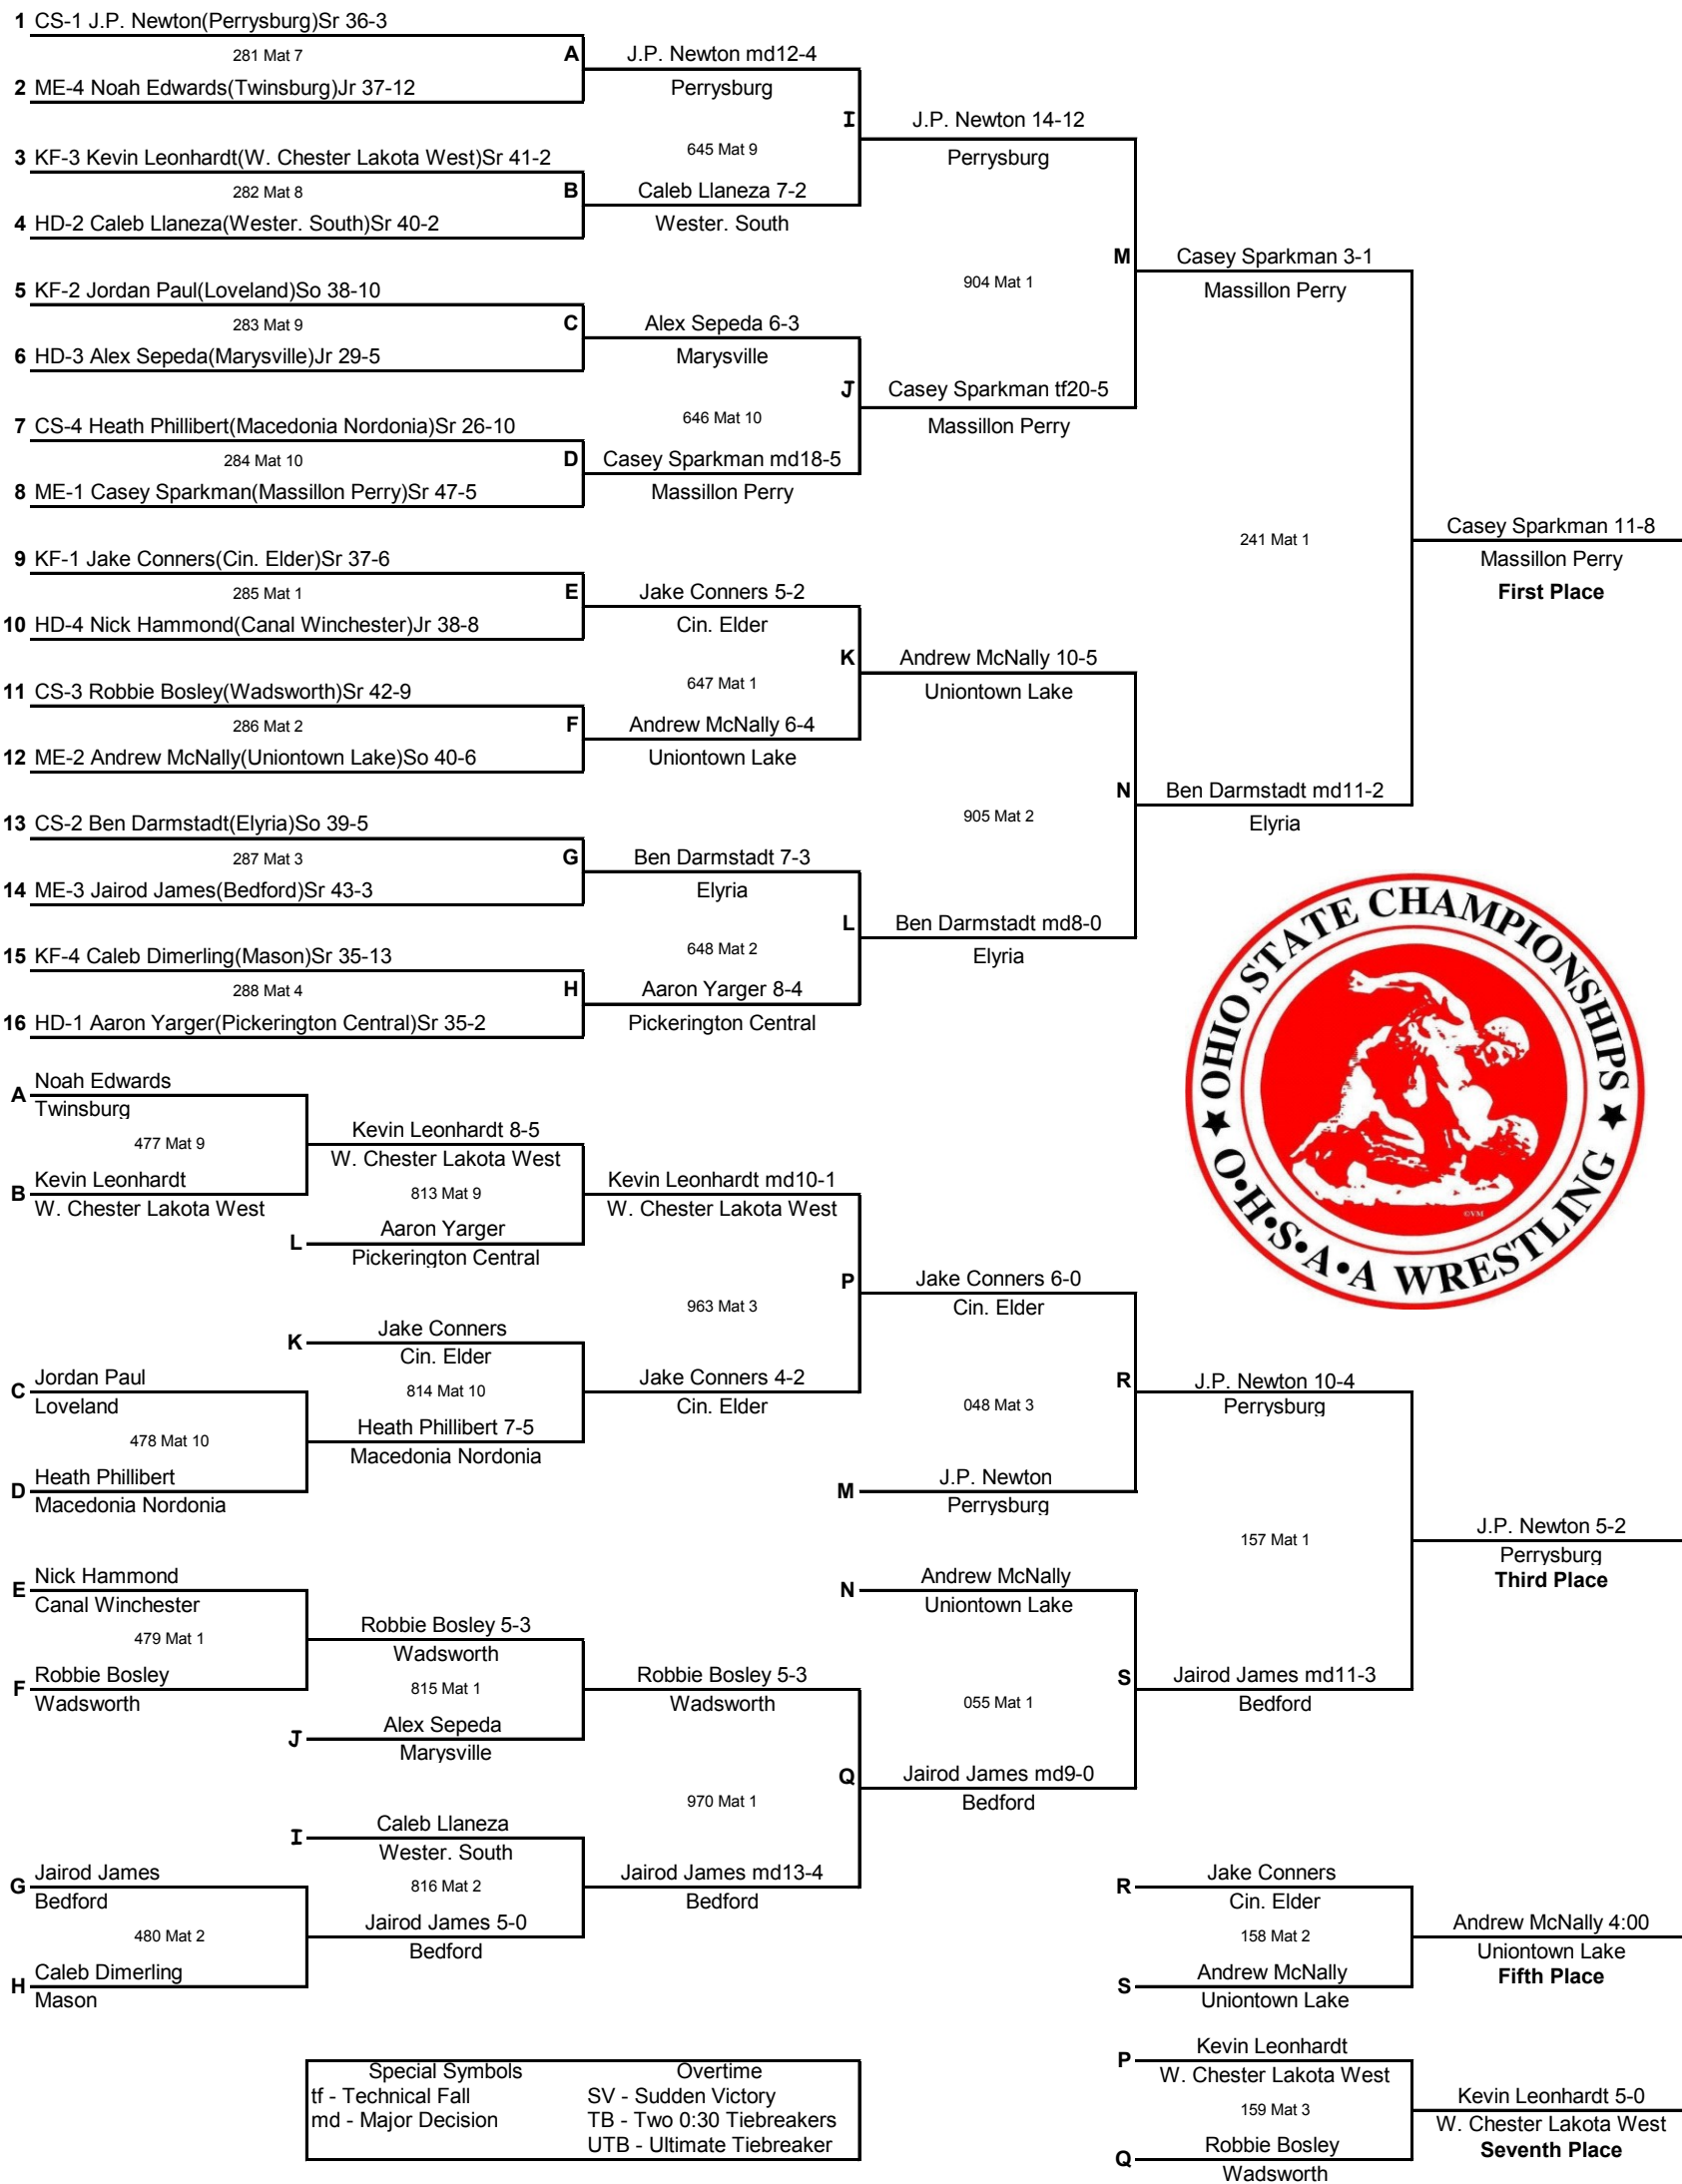 1 CS-1 J.P. Newton(Perrysburg)Sr 36-3
281 Mat 7
A
2 ME-4 Noah Edwards(Twinsburg)Jr 37-12
J.P. Newton md12-4
Perrysburg
3 KF-3 Kevin Leonhardt(W. Chester Lakota West)Sr 41-2
282 Mat 8
B
4 HD-2 Caleb Llaneza(Wester. South)Sr 40-2
645 Mat 9
I
Caleb Llaneza 7-2
Wester. South
J.P. Newton 14-12
Perrysburg
5 KF-2 Jordan Paul(Loveland)So 38-10
283 Mat 9
C
6 HD-3 Alex Sepeda(Marysville)Jr 29-5
Alex Sepeda 6-3
Marysville
904 Mat 1
M
Casey Sparkman 3-1
Massillon Perry
7 CS-4 Heath Phillibert(Macedonia Nordonia)Sr 26-10
284 Mat 10
D
8 ME-1 Casey Sparkman(Massillon Perry)Sr 47-5
646 Mat 10
J
Casey Sparkman md18-5
Massillon Perry
Casey Sparkman tf20-5
Massillon Perry
9 KF-1 Jake Conners(Cin. Elder)Sr 37-6
285 Mat 1
E
10 HD-4 Nick Hammond(Canal Winchester)Jr 38-8
Jake Conners 5-2
Cin. Elder
241 Mat 1
Casey Sparkman 11-8
Massillon Perry
First Place
11 CS-3 Robbie Bosley(Wadsworth)Sr 42-9
286 Mat 2
F
12 ME-2 Andrew McNally(Uniontown Lake)So 40-6
647 Mat 1
K
Andrew McNally 6-4
Uniontown Lake
Andrew McNally 10-5
Uniontown Lake
13 CS-2 Ben Darmstadt(Elyria)So 39-5
287 Mat 3
G
14 ME-3 Jairod James(Bedford)Sr 43-3
Ben Darmstadt 7-3
Elyria
905 Mat 2
N
Ben Darmstadt md11-2
Elyria
15 KF-4 Caleb Dimerling(Mason)Sr 35-13
288 Mat 4
H
16 HD-1 Aaron Yarger(Pickerington Central)Sr 35-2
648 Mat 2
L
Aaron Yarger 8-4
Pickerington Central
Ben Darmstadt md8-0
Elyria
★ OHIO STATE CHAMPIONSHIPS ★
O•H•S•A•A WRESTLING
©VM
A Noah Edwards
Twinsburg
477 Mat 9
B Kevin Leonhardt
W. Chester Lakota West
Kevin Leonhardt 8-5
W. Chester Lakota West
813 Mat 9
L Aaron Yarger
Pickerington Central
Kevin Leonhardt md10-1
W. Chester Lakota West
963 Mat 3
P
Jake Conners 6-0
Cin. Elder
K Jake Conners
Cin. Elder
C Jordan Paul
Loveland
478 Mat 10
D Heath Phillibert
Macedonia Nordonia
814 Mat 10
Heath Phillibert 7-5
Macedonia Nordonia
Jake Conners 4-2
Cin. Elder
048 Mat 3
R
M J.P. Newton
Perrysburg
J.P. Newton 10-4
Perrysburg
157 Mat 1
J.P. Newton 5-2
Perrysburg
Third Place
E Nick Hammond
Canal Winchester
479 Mat 1
F Robbie Bosley
Wadsworth
Robbie Bosley 5-3
Wadsworth
815 Mat 1
J Alex Sepeda
Marysville
Robbie Bosley 5-3
Wadsworth
N Andrew McNally
Uniontown Lake
055 Mat 1
S
Jairod James md11-3
Bedford
970 Mat 1
Q
Jairod James md9-0
Bedford
I Caleb Llaneza
Wester. South
G Jairod James
Bedford
480 Mat 2
H Caleb Dimerling
Mason
816 Mat 2
Jairod James 5-0
Bedford
Jairod James md13-4
Bedford
R Jake Conners
Cin. Elder
158 Mat 2
S Andrew McNally
Uniontown Lake
Andrew McNally 4:00
Uniontown Lake
Fifth Place
P Kevin Leonhardt
W. Chester Lakota West
159 Mat 3
Q Robbie Bosley
Wadsworth
Kevin Leonhardt 5-0
W. Chester Lakota West
Seventh Place
Special Symbols Overtime
tf - Technical Fall SV - Sudden Victory
md - Major Decision TB - Two 0:30 Tiebreakers
UTB - Ultimate Tiebreaker